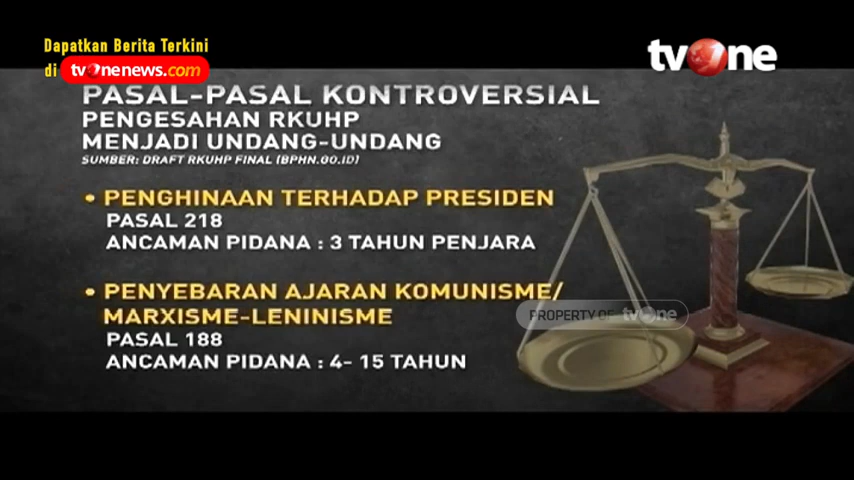 Dapatkan Berita Terkini
di tvOnenews.com
tvOne
PASAL-PASAL KONTROVERSIAL
PENGESAHAN RKUHP
MENJADI UNDANG-UNDANG
SUMBER: DRAFT RKUHP FINAL (BPHN.GO.ID)
• PENGHINAAN TERHADAP PRESIDEN
PASAL 218
ANCAMAN PIDANA : 3 TAHUN PENJARA
• PENYEBARAN AJARAN KOMUNISME/
MARXISME-LENINISME
PROPERTY OF tvOne
PASAL 188
ANCAMAN PIDANA : 4- 15 TAHUN